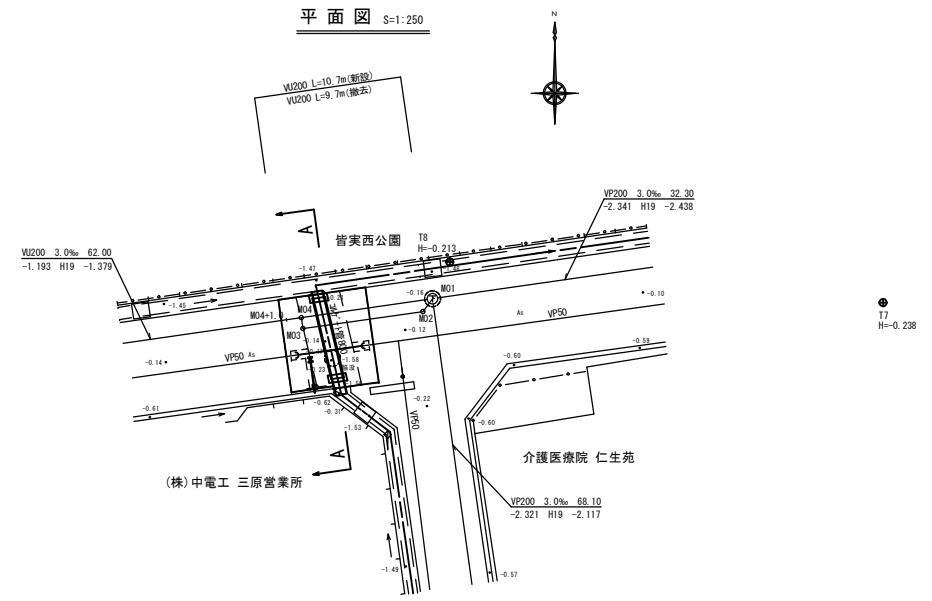 平面図 S=1:250
N
VU200 L=10.7m(新設)
VU200 L=9.7m(撤去)
VP200 3.0‰ 32.30
-2.341 H19 -2.438
A
皆実西公園
T8
H=-0.213
VU200 3.0‰ 62.00
-1.193 H19 -1.379
-1.47
-1.48
-1.45
-0.16
M01
M02
-0.10
T7
H=-0.238
M04
M03
-0.14
-0.12
As
VP50
-0.14
VP50 As
-1.58
-0.23
-0.59
-0.60
-0.61
-0.62
-0.31
-1.53
-0.22
VP50
-0.60
A
(株)中電工 三原営業所
介護医療院 仁生苑
VP200 3.0‰ 68.10
-2.321 H19 -2.117
-1.49
-0.57